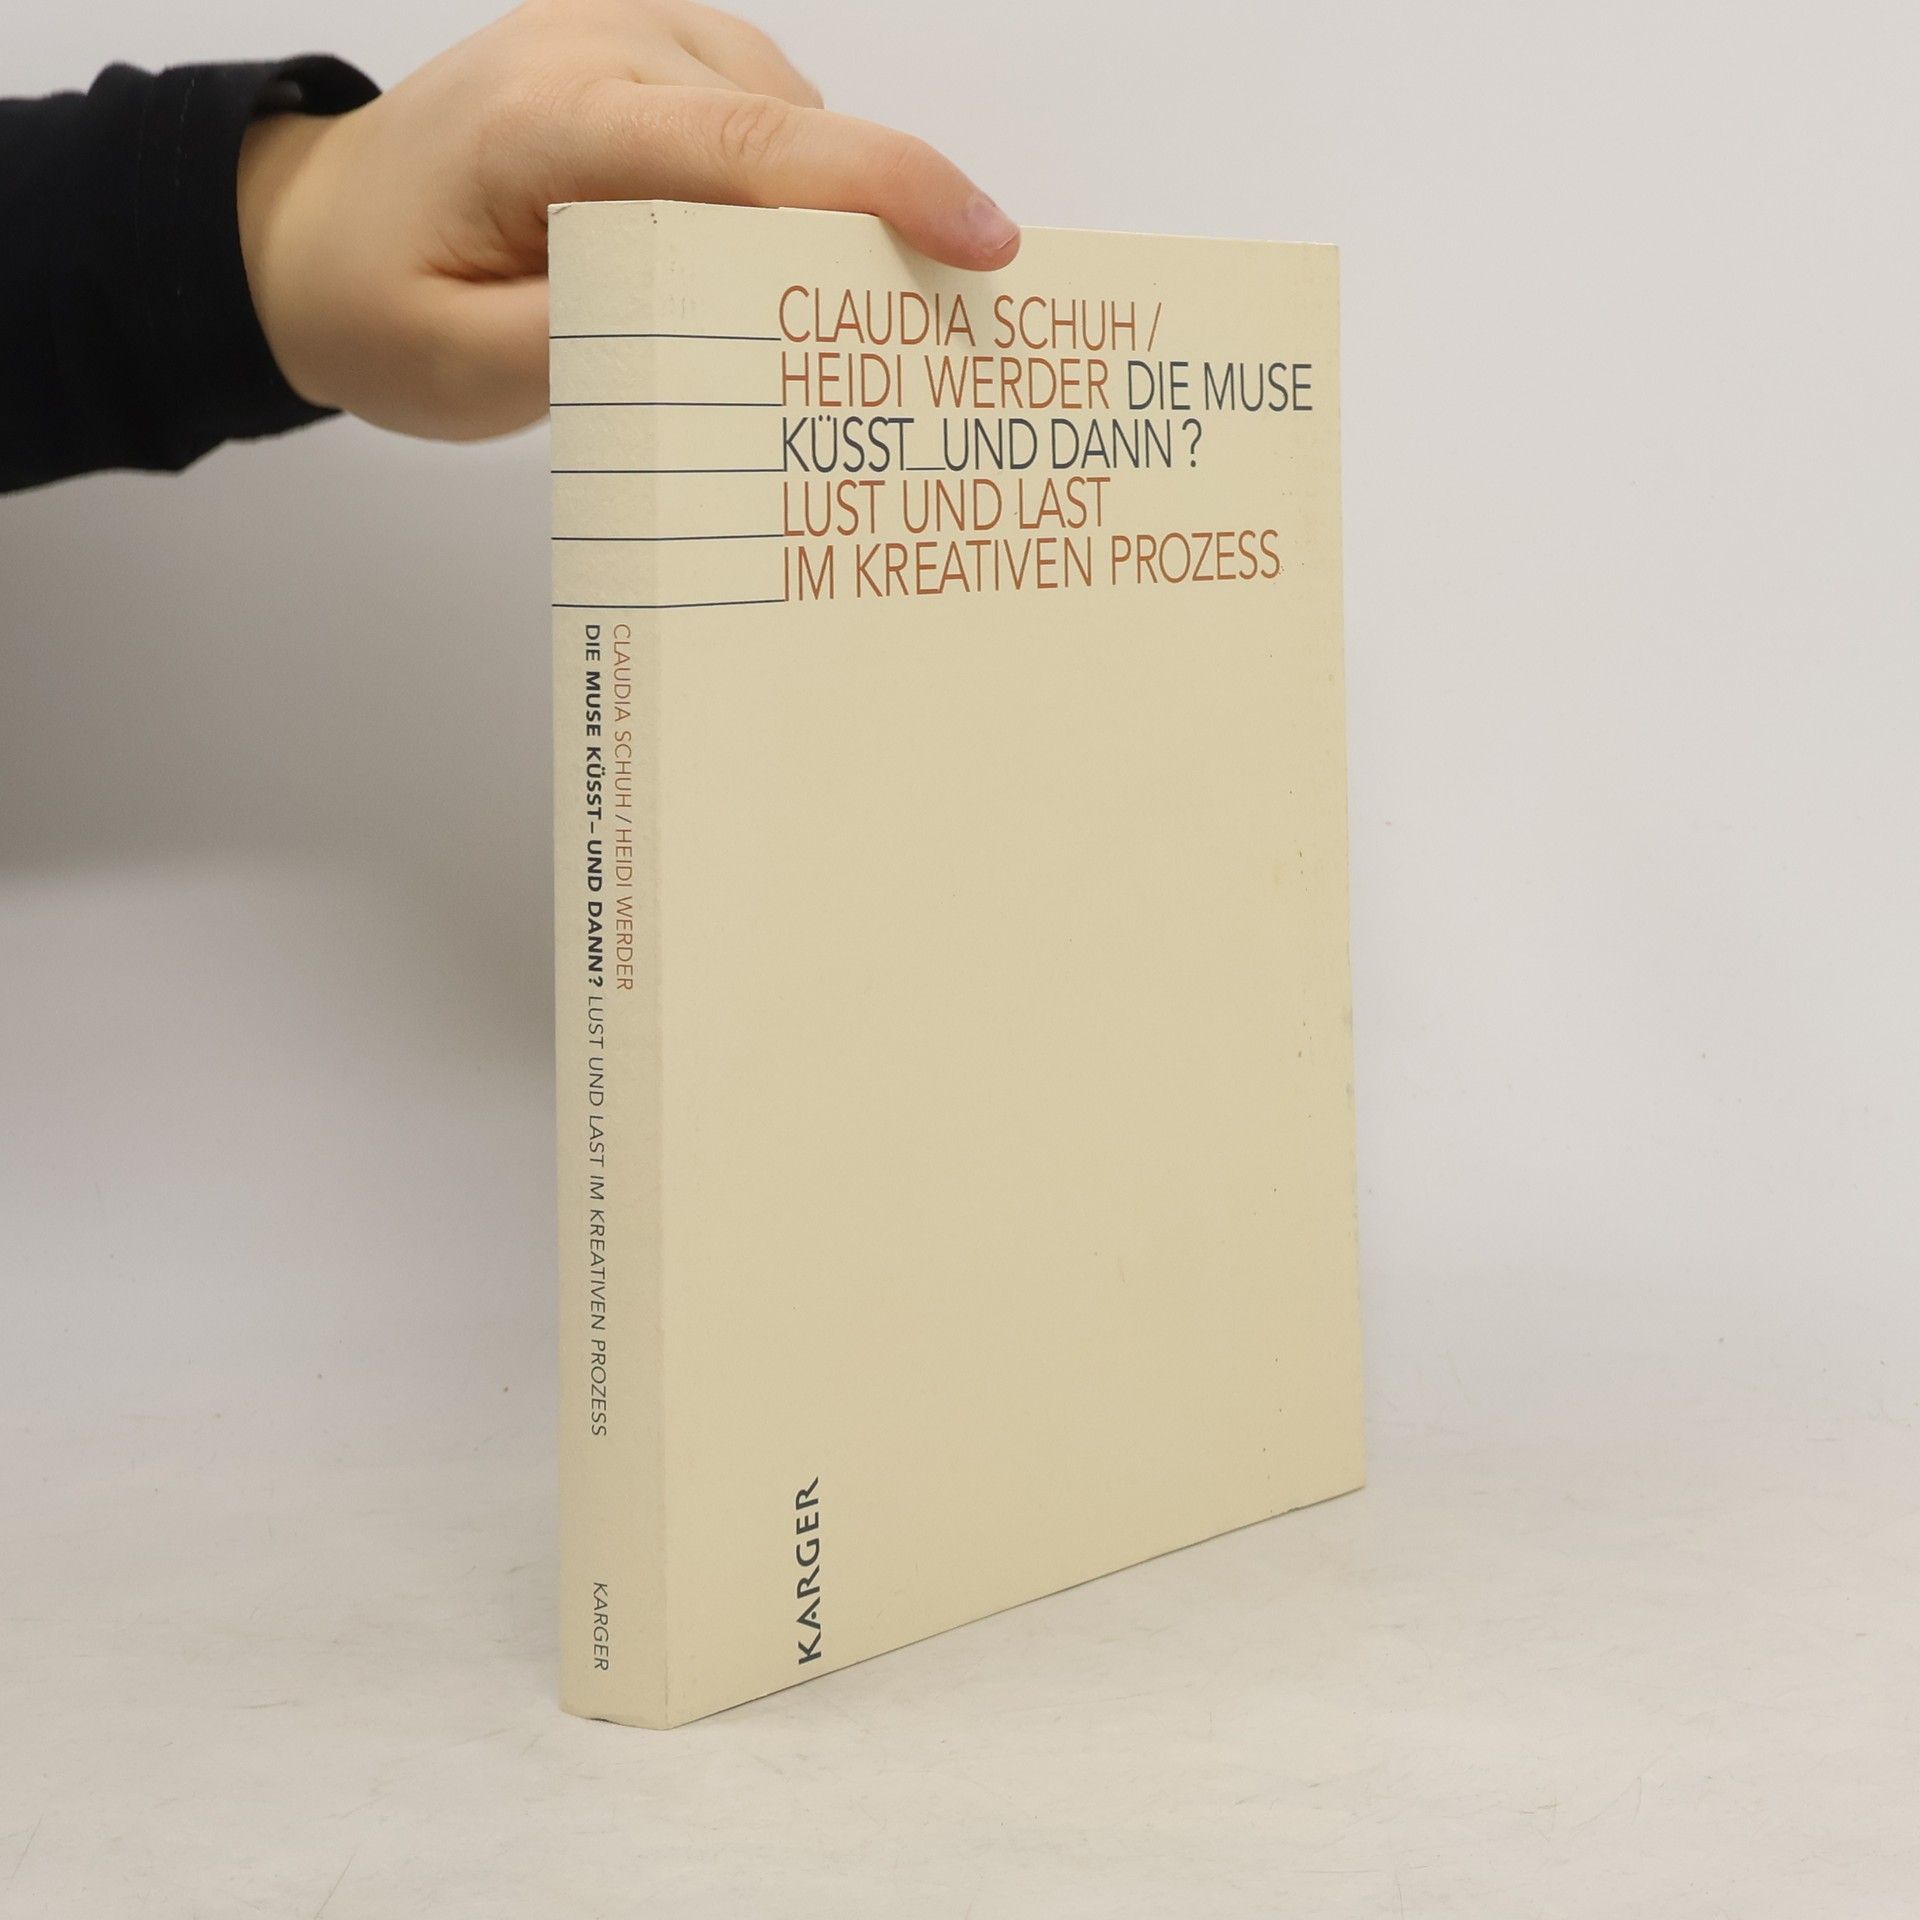 CLAUDIA SCHUH /
HEIDI WERDER DIE MUSE
KÜSST_UND DANN?
LUST UND LAST
IM KREATIVEN PROZESS
KARGER
CLAUDIA SCHUH / HEIDI WERDER
DIE MUSE KÜSST– UND DANN? LUST UND LAST IM KREATIVEN PROZESS
KARGER